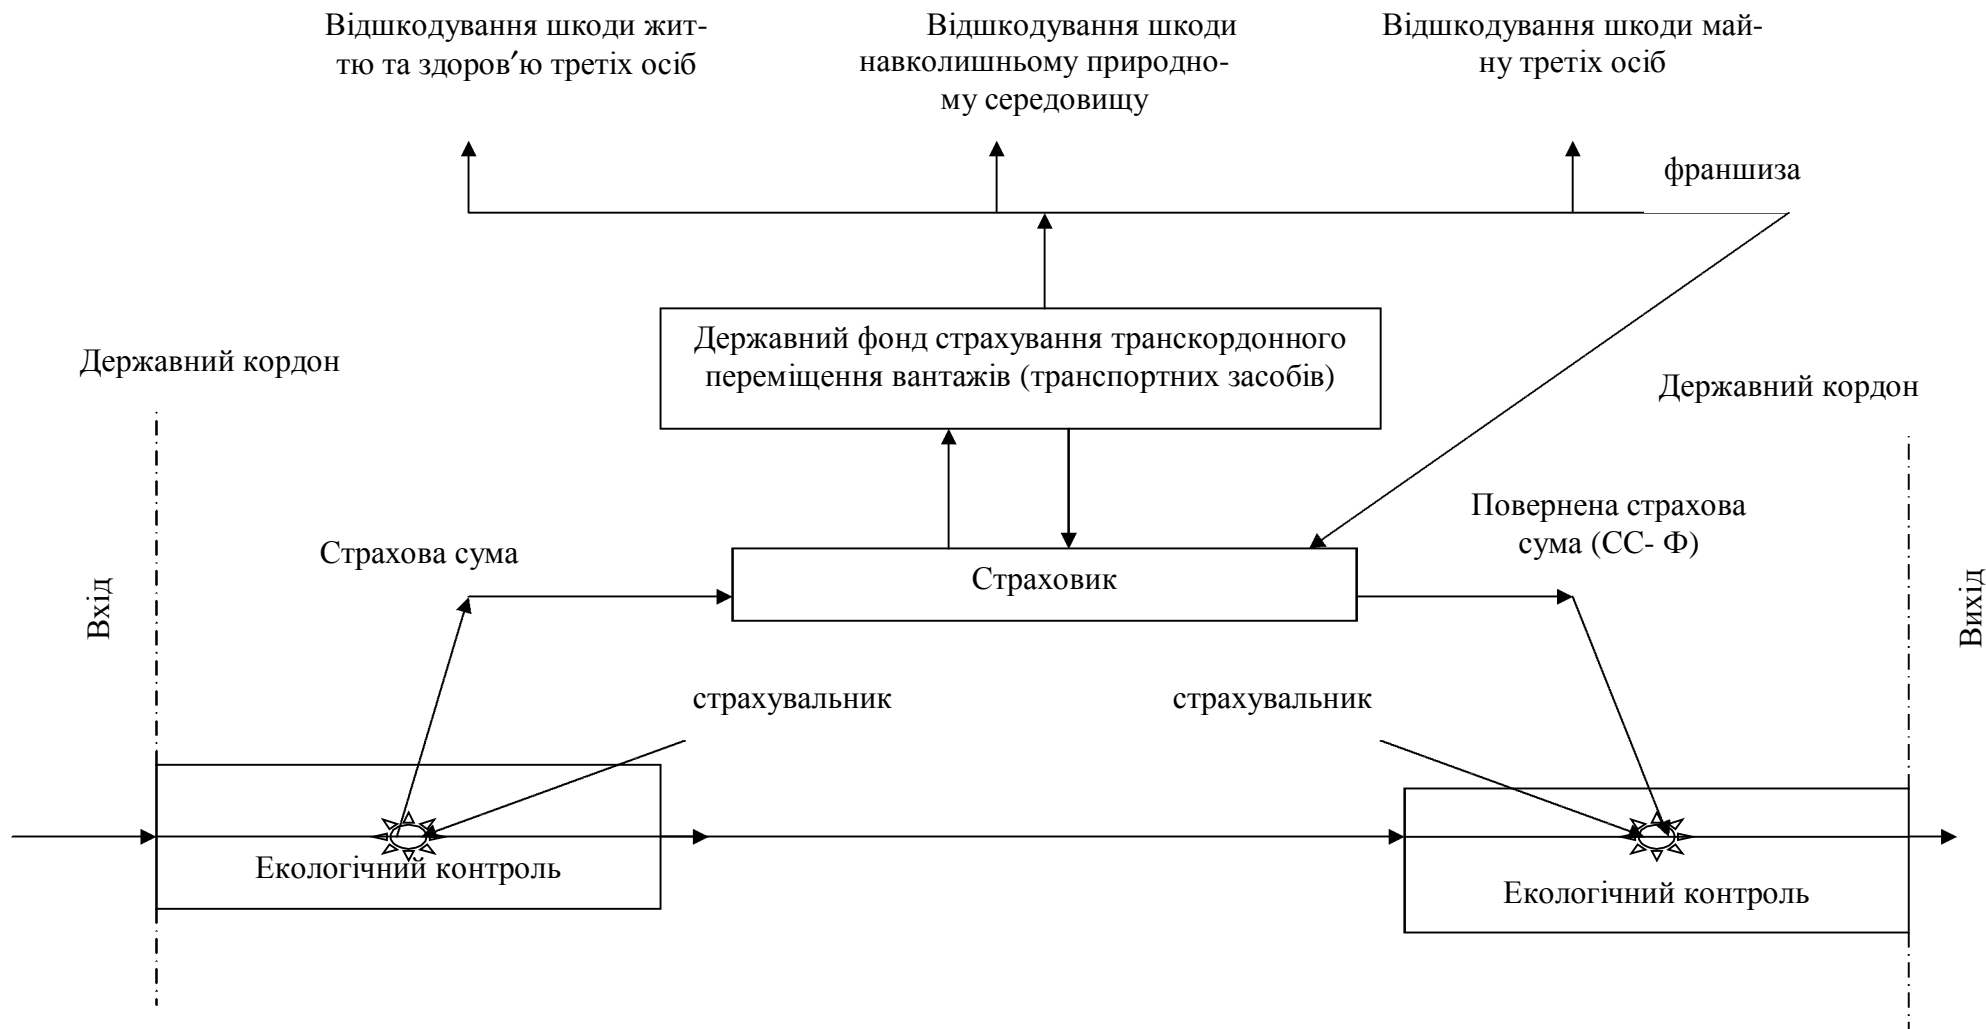 Відшкодування шкоди жит-
тю та здоров′ю третіх осіб
Відшкодування шкоди
навколишньому природно-
му середовищу
Відшкодування шкоди май-
ну третіх осіб
франшиза
Державний фонд страхування транскордонного
переміщення вантажів (транспортних засобів)
Державний кордон
Державний кордон
Повернена страхова
сума (СС- Ф)
Страхова сума
Страховик
Вхід
Вихід
страхувальник
страхувальник
Екологічний контроль
Екологічний контроль